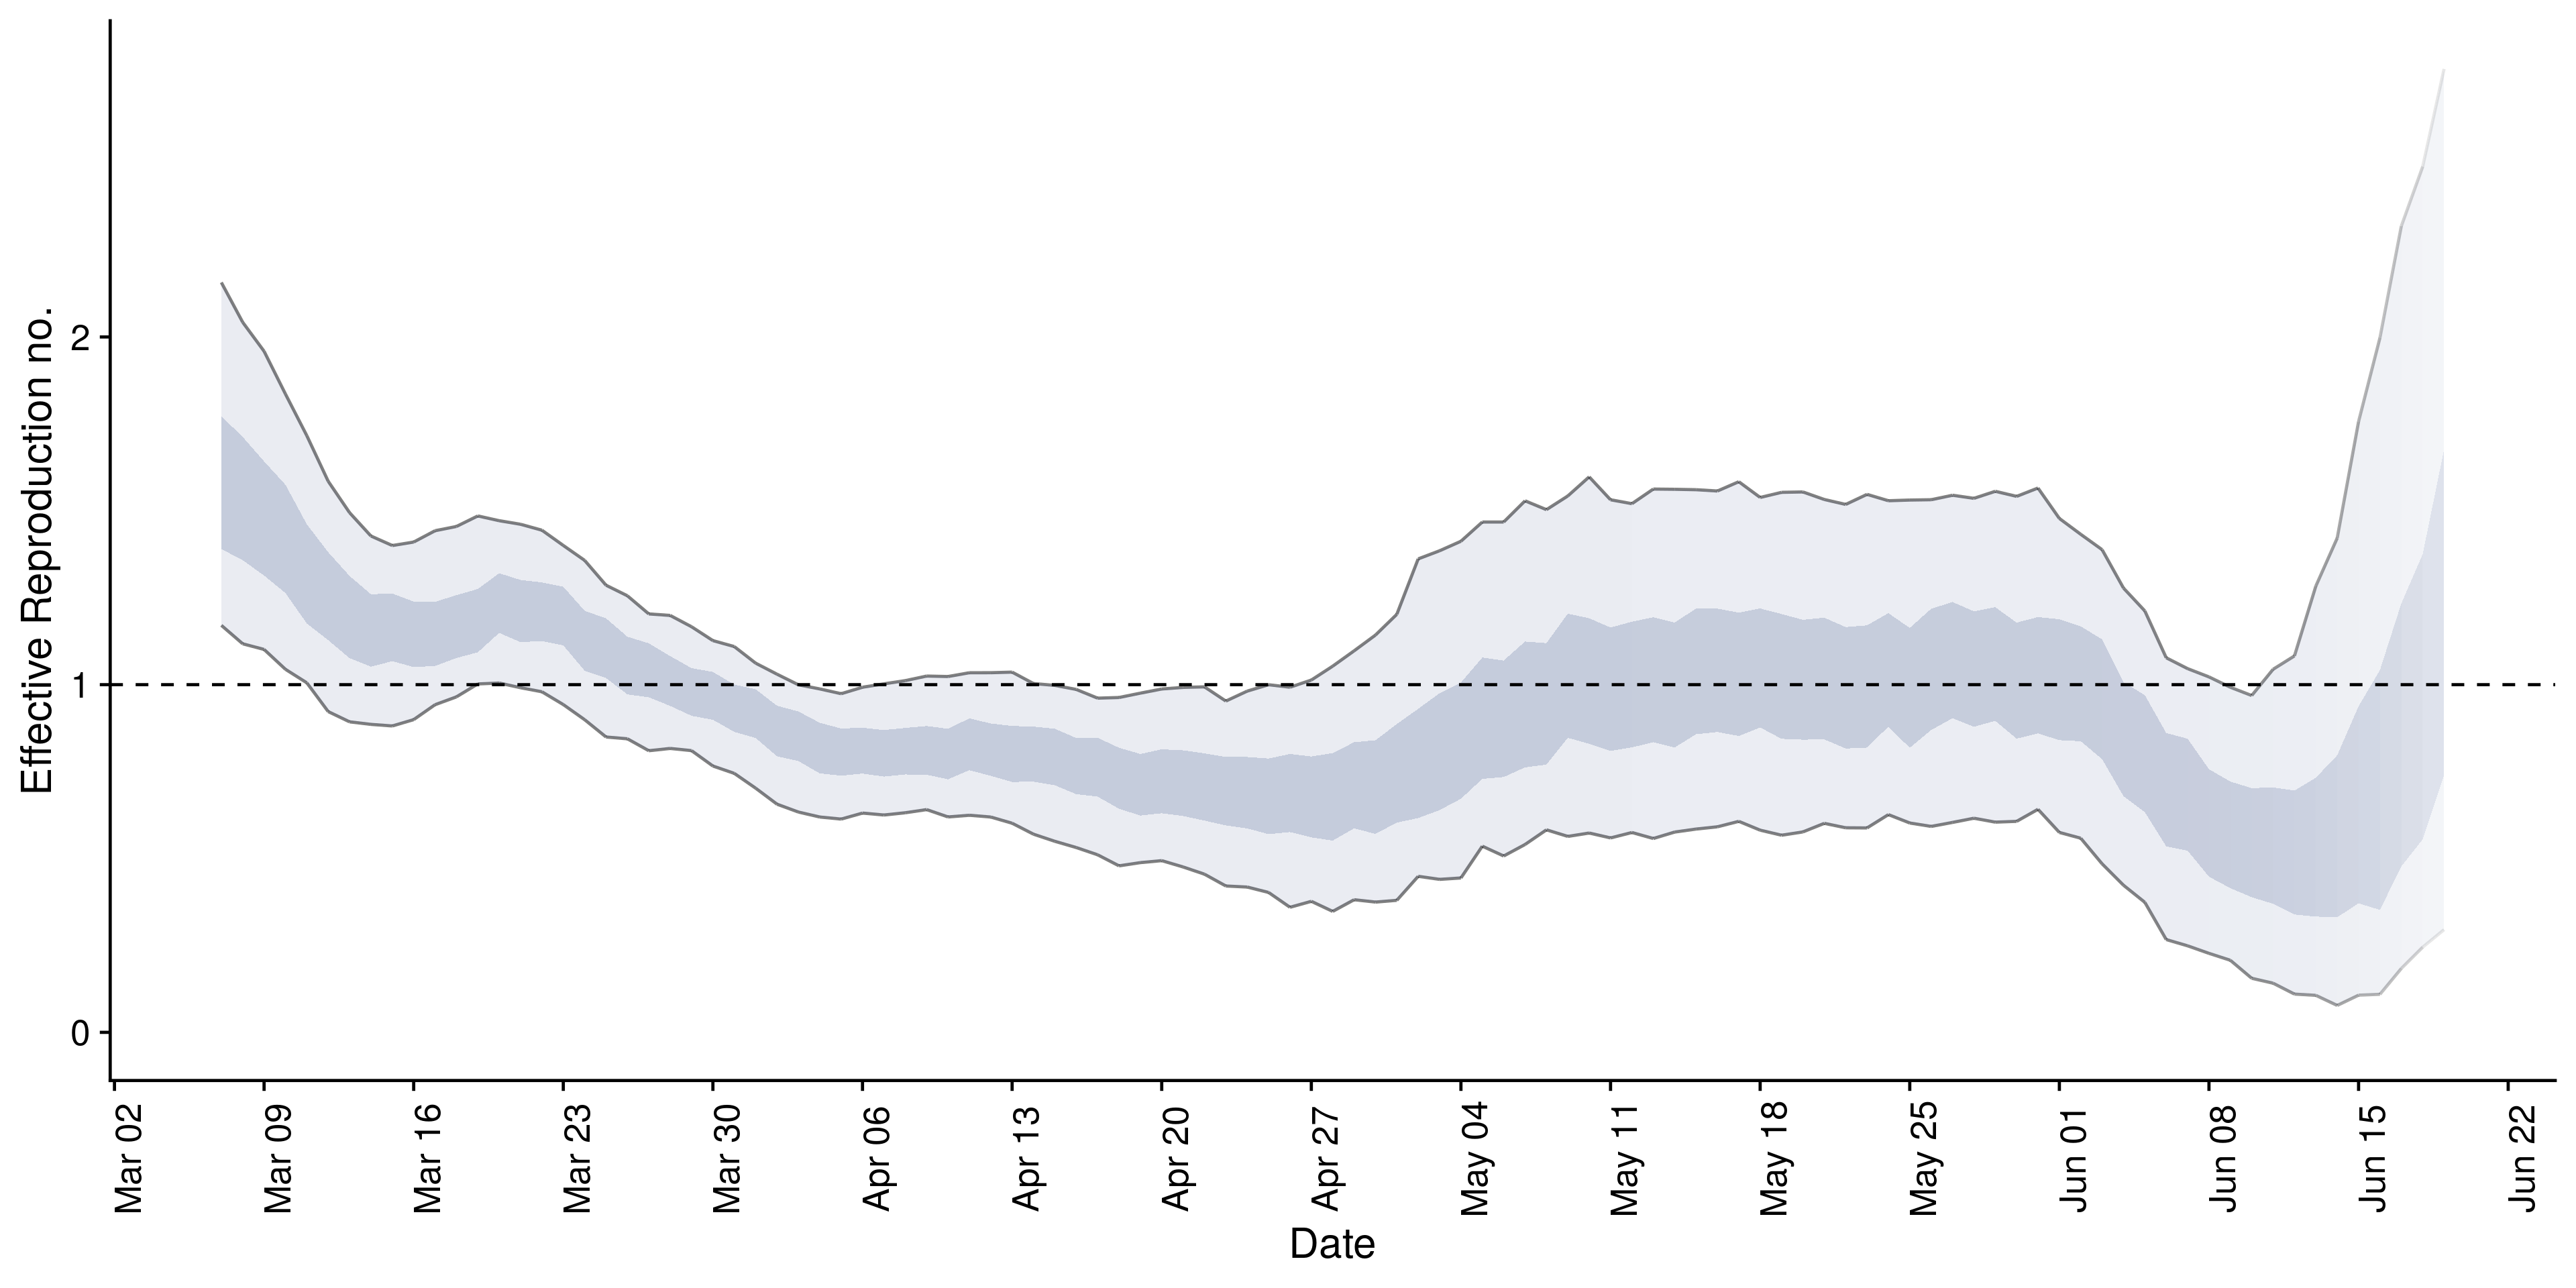 Effective Reproduction no.
2
1
0
Mar 02
Mar 09
Mar 16
Mar 23
Mar 30
Apr 06
Apr 13
Apr 20
Apr 27
May 04
May 11
May 18
May 25
Jun 01
Jun 08
Jun 15
Jun 22
Date